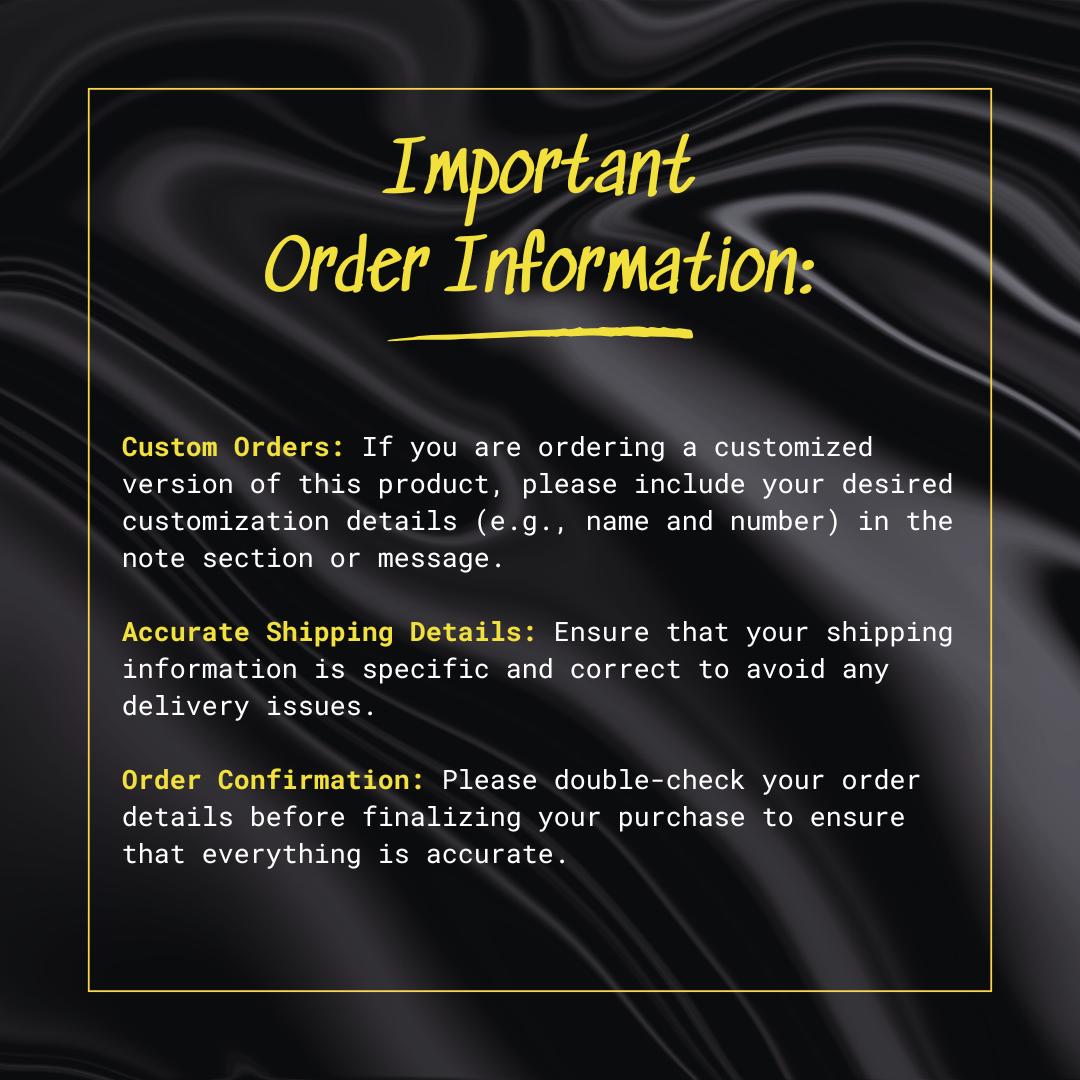 Important
Order Information:
Custom Orders: If you are ordering a customized
version of this product, please include your desired
customization details (e.g., name and number) in the
note section or message.
Accurate Shipping Details: Ensure that your shipping
information is specific and correct to avoid any
delivery issues.
Order Confirmation: Please double-check your order
details before finalizing your purchase to ensure
that everything is accurate.